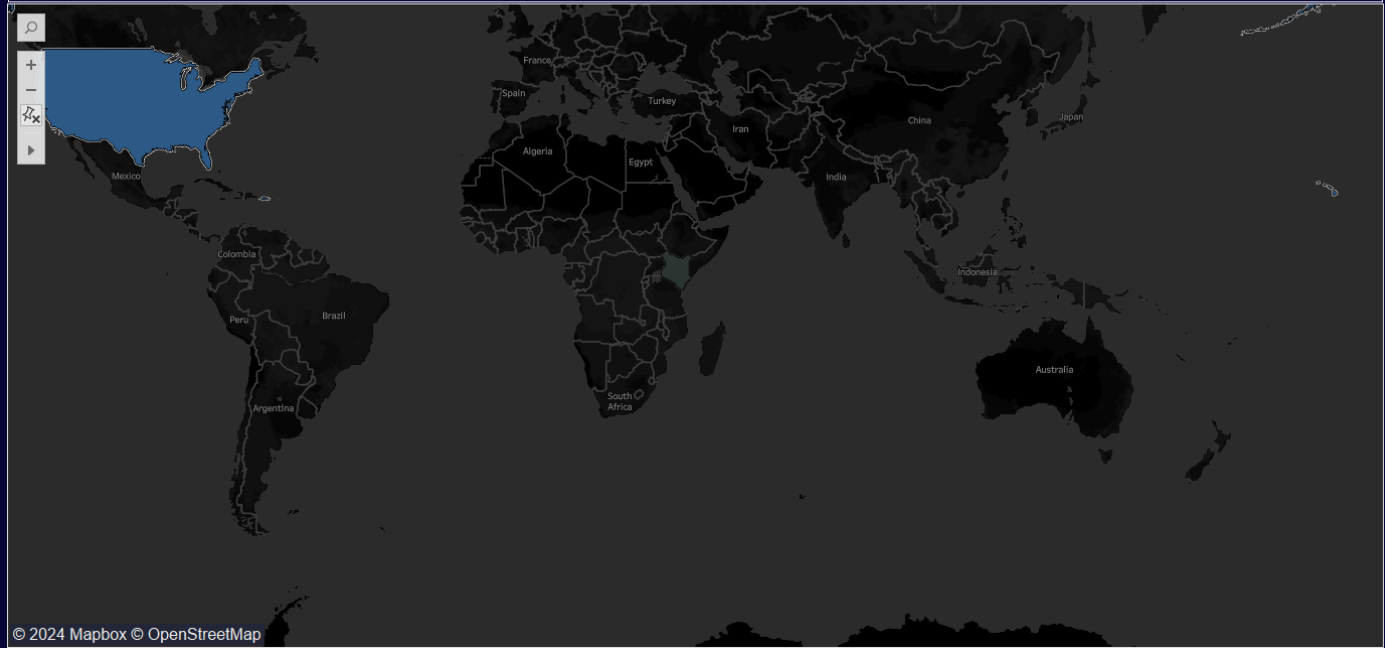 France
Spain
Turkey
Iran
China
Japan
Algeria
Egypt
India
Mexico
Colombia
Indonesia
Peru
Brazil
Australia
South
Africa
Argentina
© 2024 Mapbox © OpenStreetMap